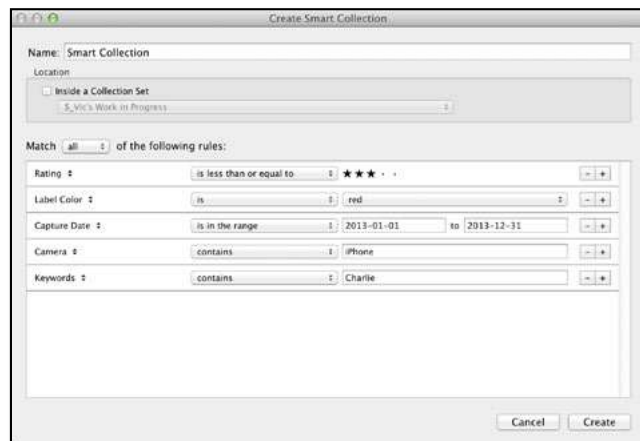 Create Smart Collection
Name: Smart Collection
Location
Inside a Collection Set
5_Vic's Work in Progress
Match all of the following rules:
Rating is less than or equal to ★★★ · ·
Label Color is red
Capture Date is in the range 2013-01-01 to 2013-12-31
Camera contains iPhone
Keywords contains Charlie
Cancel Create